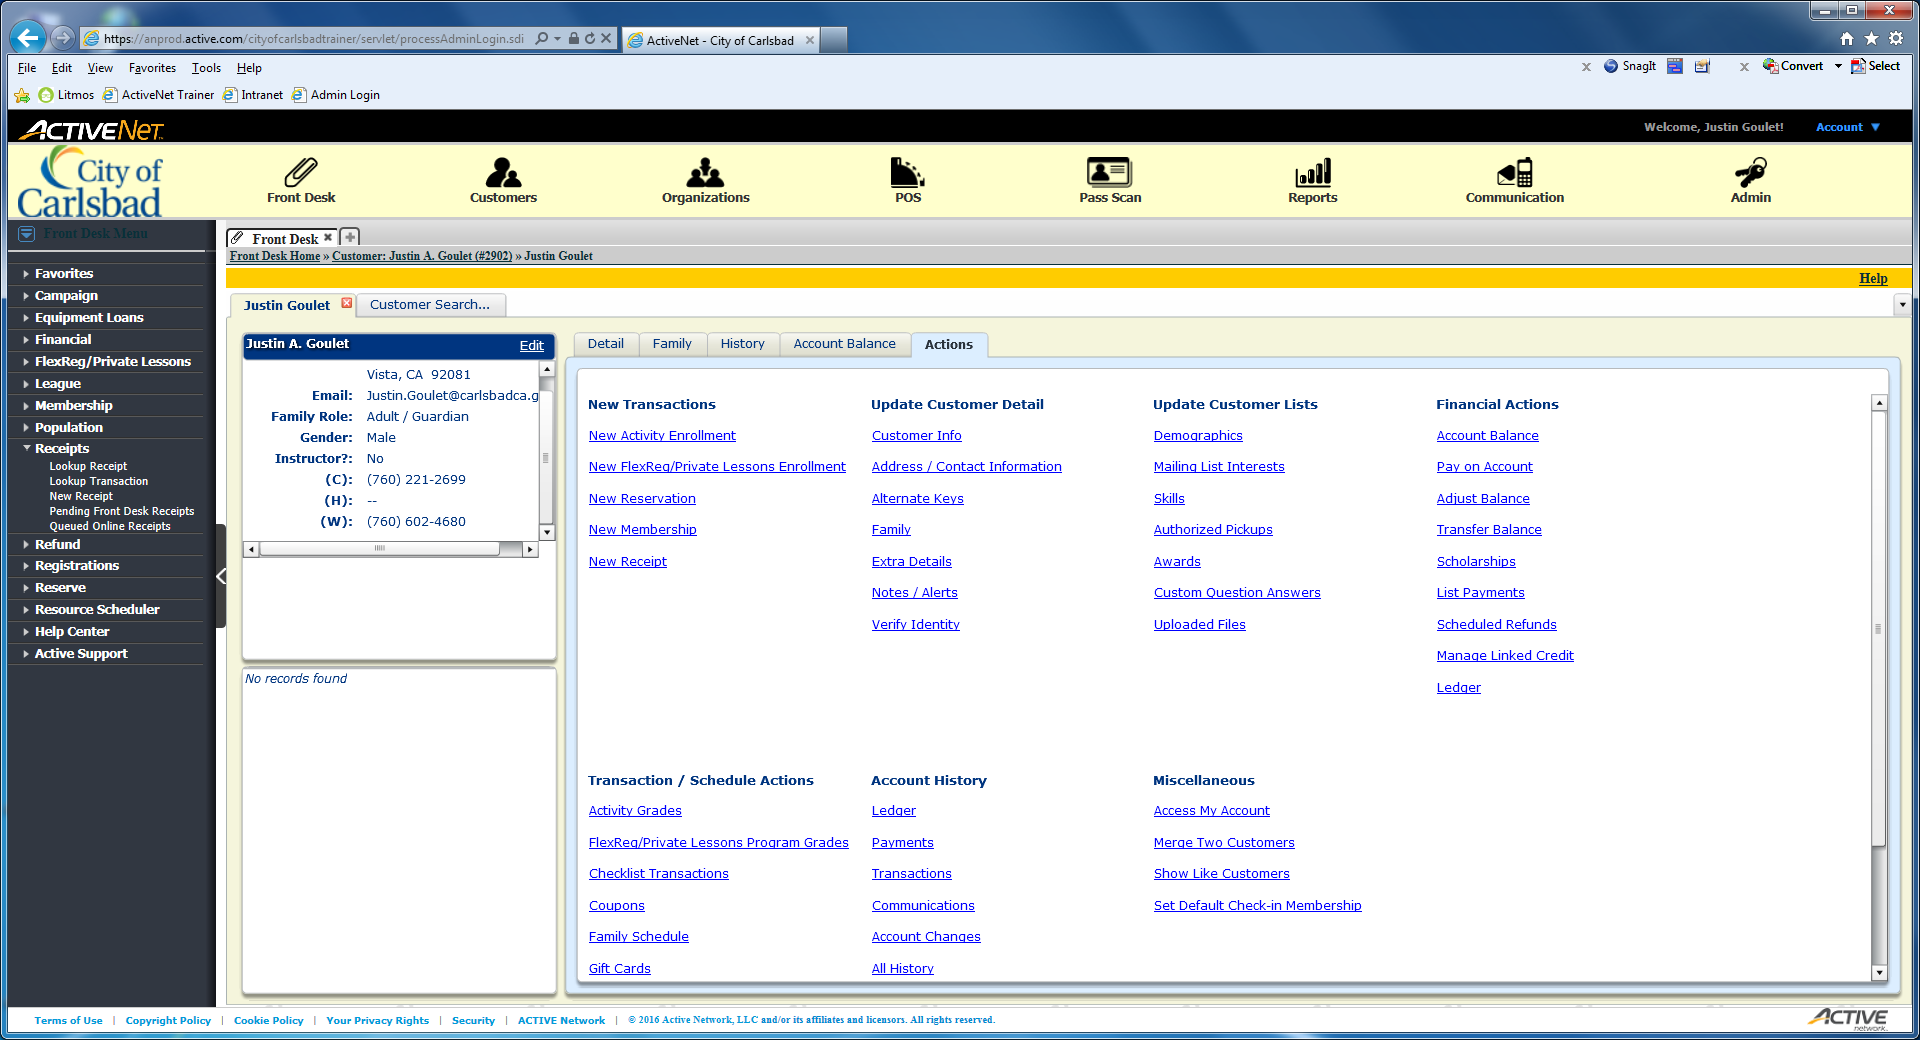 https://anprod.active.com/cityofcarlsbadtrainer/servlet/processAdminLogin.sdi
ActiveNet - City of Carlsbad
File Edit View Favorites Tools Help
SnagIt
Convert
Select
Litmos
ActiveNet Trainer
Intranet
Admin Login
ACTIVENET
Welcome, Justin Goulet!
Account
City of
Carlsbad
Front Desk
Customers
Organizations
POS
Pass Scan
Reports
Communication
Admin
Front Desk Menu
Favorites
Campaign
Equipment Loans
Financial
FlexReg/Private Lessons
League
Membership
Population
Receipts
Lookup Receipt
Lookup Transaction
New Receipt
Pending Front Desk Receipts
Queued Online Receipts
Refund
Registrations
Reserve
Resource Scheduler
Help Center
Active Support
Front Desk
Front Desk Home » Customer: Justin A. Goulet (#2902) » Justin Goulet
Help
Justin Goulet
Customer Search...
Justin A. Goulet
Edit
Vista, CA 92081
Email: Justin.Goulet@carlsbadca.g
Family Role: Adult / Guardian
Gender: Male
Instructor?: No
(C): (760) 221-2699
(H): --
(W): (760) 602-4680
No records found
Detail
Family
History
Account Balance
Actions
New Transactions
New Activity Enrollment
New FlexReg/Private Lessons Enrollment
New Reservation
New Membership
New Receipt
Update Customer Detail
Customer Info
Address / Contact Information
Alternate Keys
Family
Extra Details
Notes / Alerts
Verify Identity
Update Customer Lists
Demographics
Mailing List Interests
Skills
Authorized Pickups
Awards
Custom Question Answers
Uploaded Files
Financial Actions
Account Balance
Pay on Account
Adjust Balance
Transfer Balance
Scholarships
List Payments
Scheduled Refunds
Manage Linked Credit
Ledger
Transaction / Schedule Actions
Activity Grades
FlexReg/Private Lessons Program Grades
Checklist Transactions
Coupons
Family Schedule
Gift Cards
Account History
Ledger
Payments
Transactions
Communications
Account Changes
All History
Miscellaneous
Access My Account
Merge Two Customers
Show Like Customers
Set Default Check-in Membership
Terms of Use | Copyright Policy | Cookie Policy | Your Privacy Rights | Security | ACTIVE Network | © 2016 Active Network, LLC and/or its affiliates and licensors. All rights reserved.
ACTIVE
network.